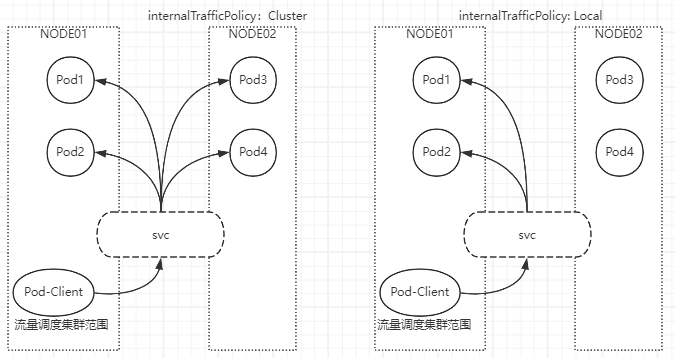 internalTrafficPolicy：Cluster
NODE01
NODE02
Pod1
Pod3
Pod2
Pod4
svc
Pod-Client
流量调度集群范围
internalTrafficPolicy: Local
NODE01
NODE02
Pod1
Pod3
Pod2
Pod4
svc
Pod-Client
流量调度集群范围